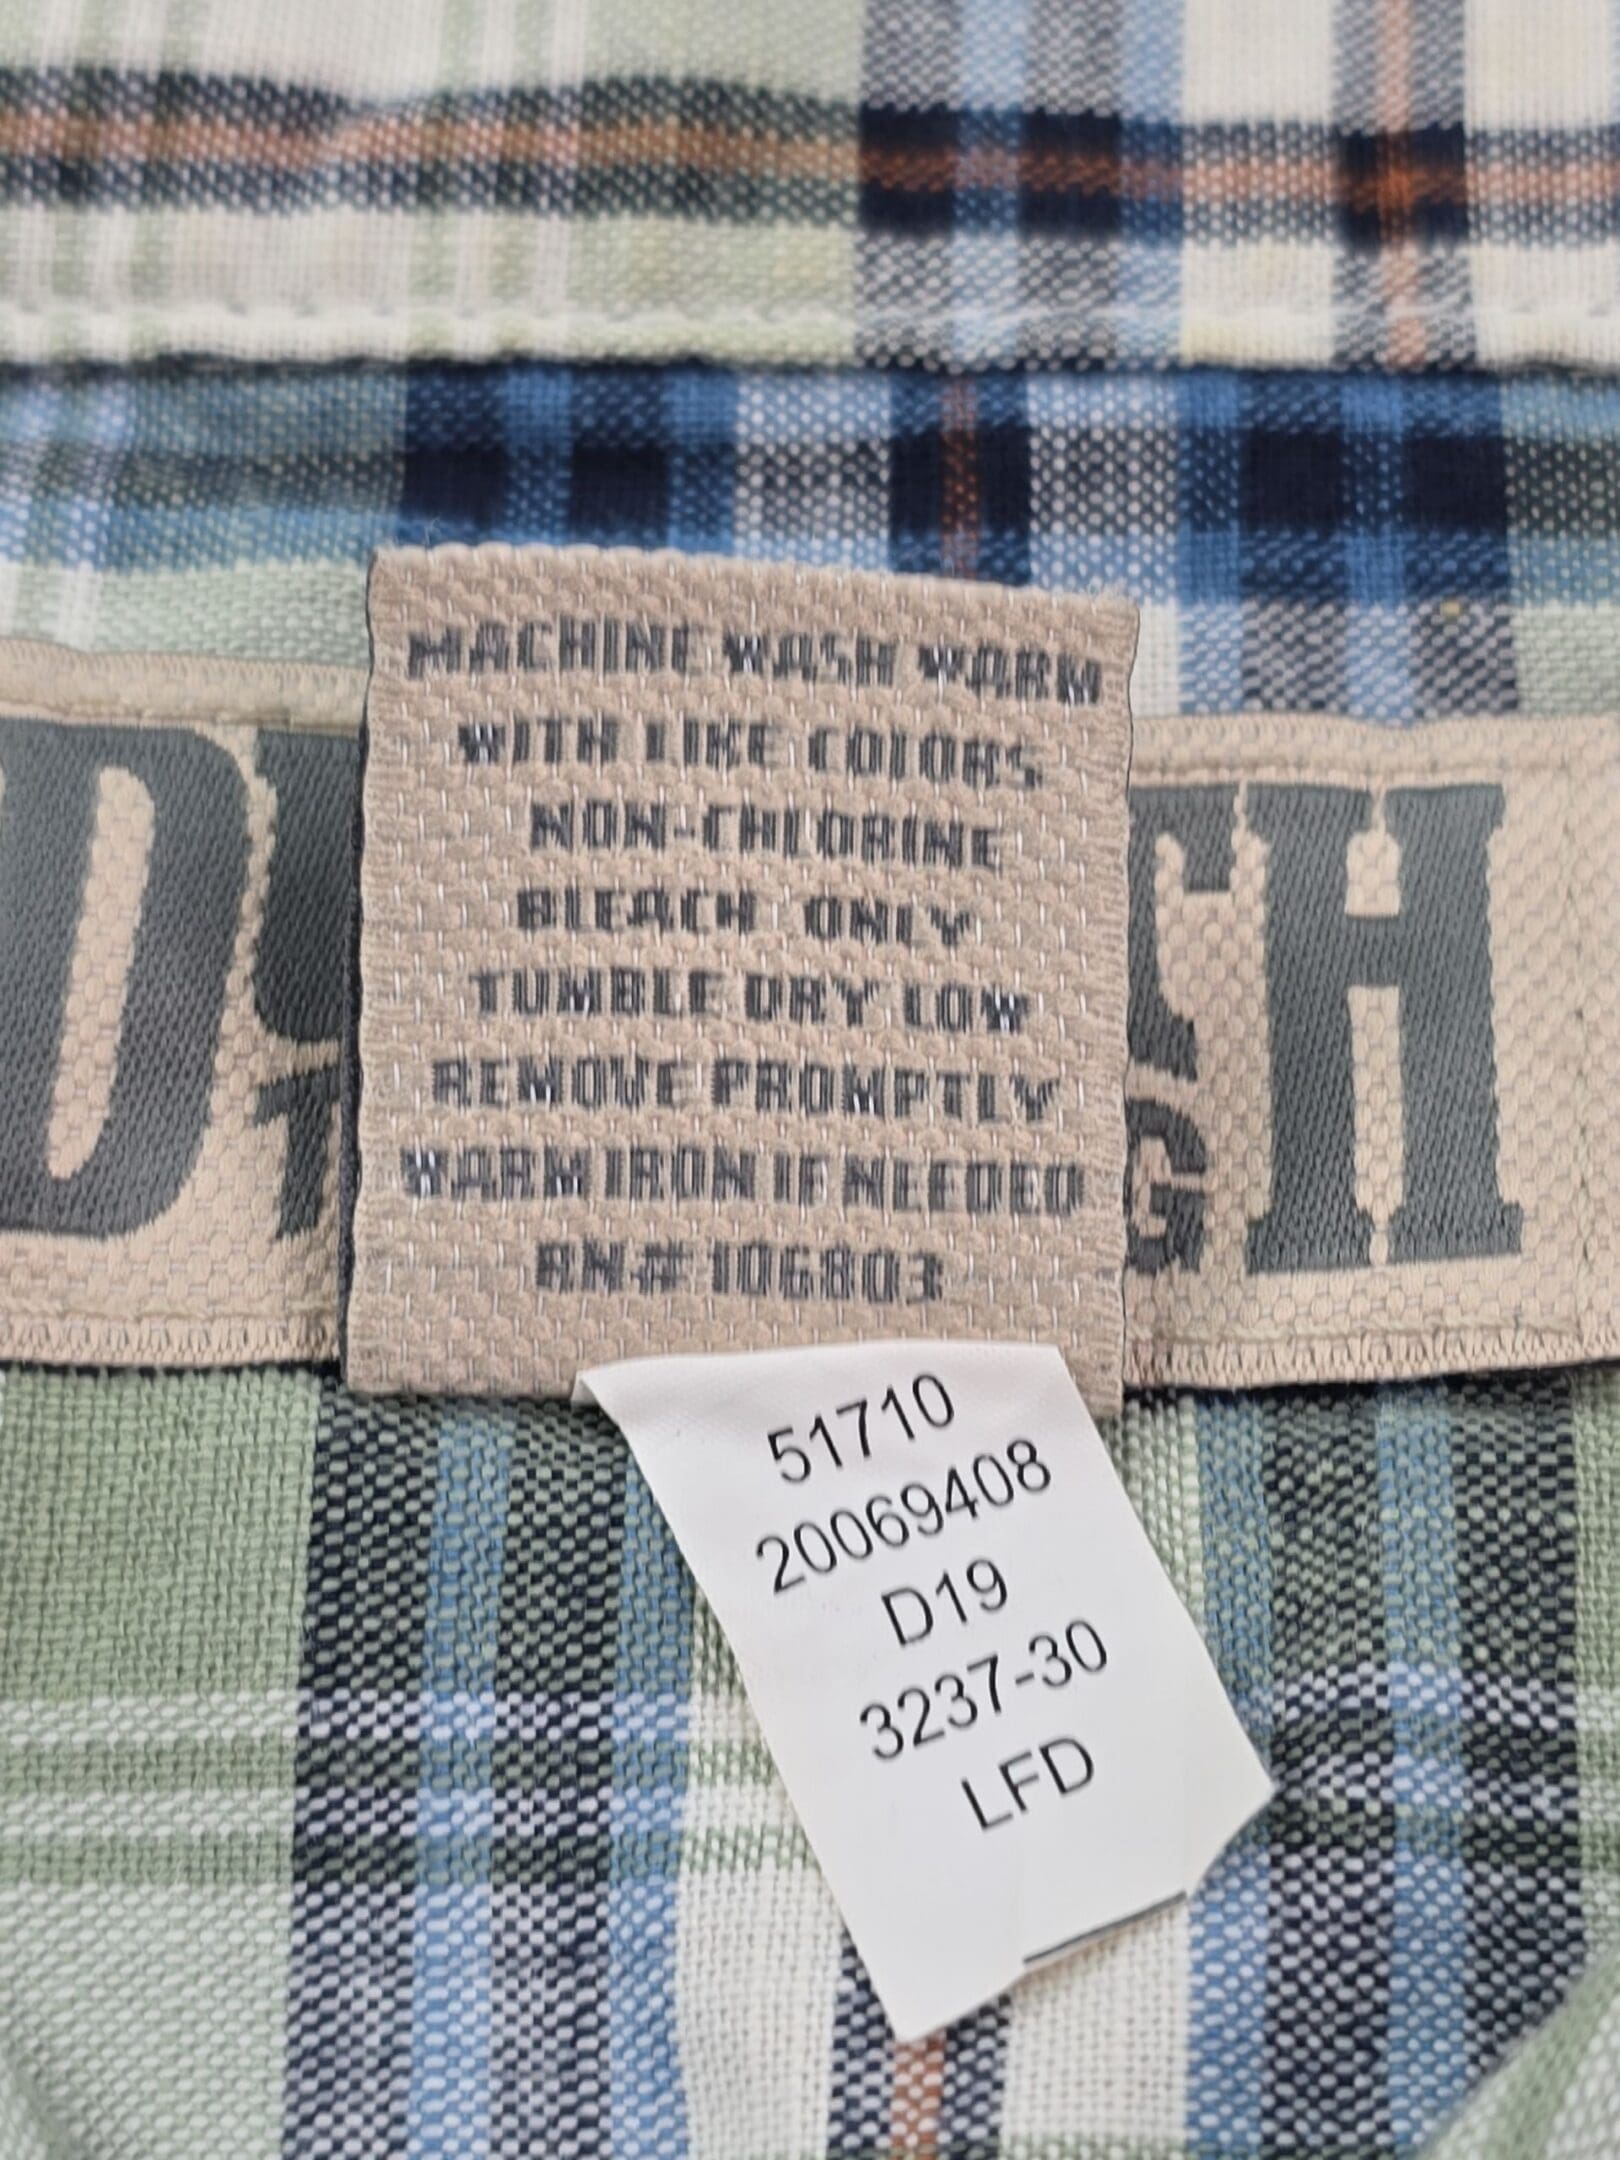 MACHINE WASH WARM
WITH LIKE COLORS
NON-CHLORINE
BLEACH ONLY
TUMBLE DRY LOW
REMOVE PROMPTLY
WARM IRON IF NEEDED
RN# 106803
51710
20069408
D19
3237-30
LFD